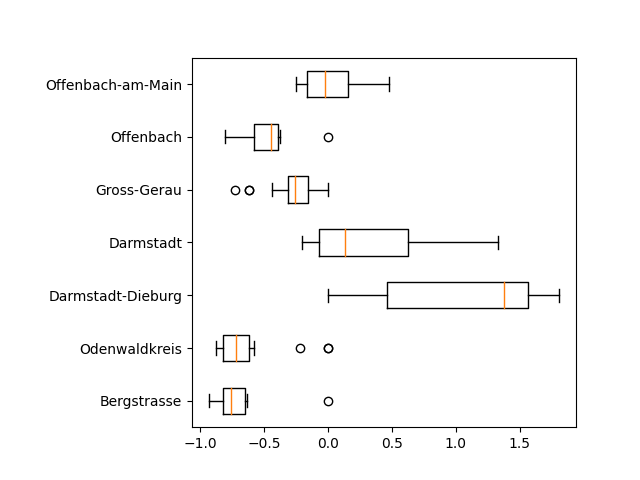 Offenbach-am-Main
Offenbach
Gross-Gerau
Darmstadt
Darmstadt-Dieburg
Odenwaldkreis
Bergstrasse
−1.0 −0.5 0.0 0.5 1.0 1.5